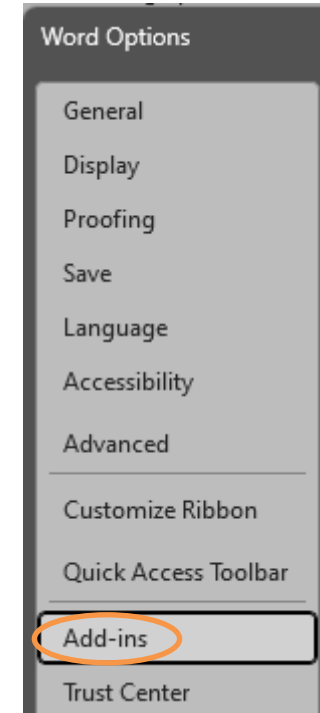 Word Options
General
Display
Proofing
Save
Language
Accessibility
Advanced
Customize Ribbon
Quick Access Toolbar
Add-ins
Trust Center